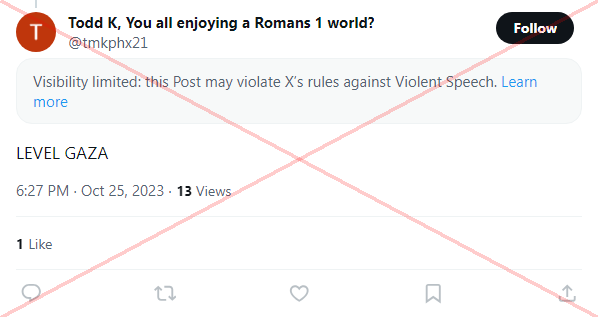 T
Todd K, You all enjoying a Romans 1 world?
Follow
@tmkphx21
Visibility limited: this Post may violate X's rules against Violent Speech. Learn
more
LEVEL GAZA
6:27 PM · Oct 25, 2023 · 13 Views
1 Like